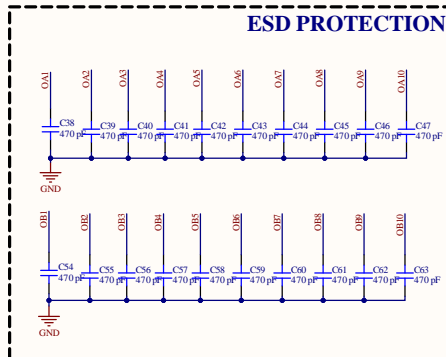 ESD PROTECTION
OA1 OA2 OA3 OA4 OA5 OA6 OA7 OA8 OA9 OA10
C38 C39 C40 C41 C42 C43 C44 C45 C46 C47
470 pF 470 pF 470 pF 470 pF 470 pF 470 pF 470 pF 470 pF 470 pF 470 pF
GND
OB1 OB2 OB3 OB4 OB5 OB6 OB7 OB8 OB9 OB10
C54 C55 C56 C57 C58 C59 C60 C61 C62 C63
470 pF 470 pF 470 pF 470 pF 470 pF 470 pF 470 pF 470 pF 470 pF 470 pF
GND